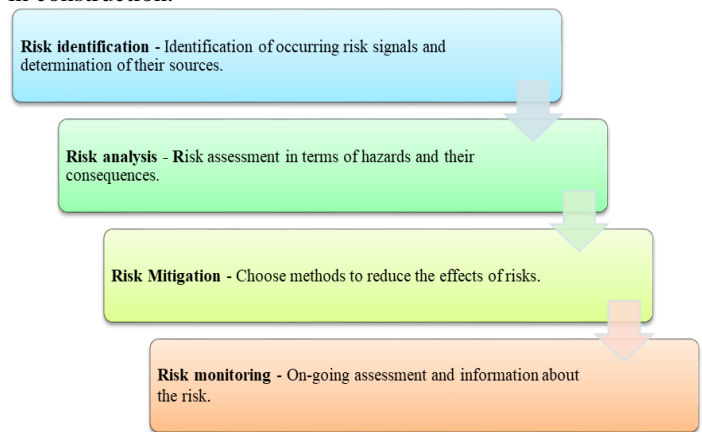 in construction.
Risk identification - Identification of occurring risk signals and
determination of their sources.
Risk analysis - Risk assessment in terms of hazards and their
consequences.
Risk Mitigation - Choose methods to reduce the effects of risks.
Risk monitoring - On-going assessment and information about
the risk.